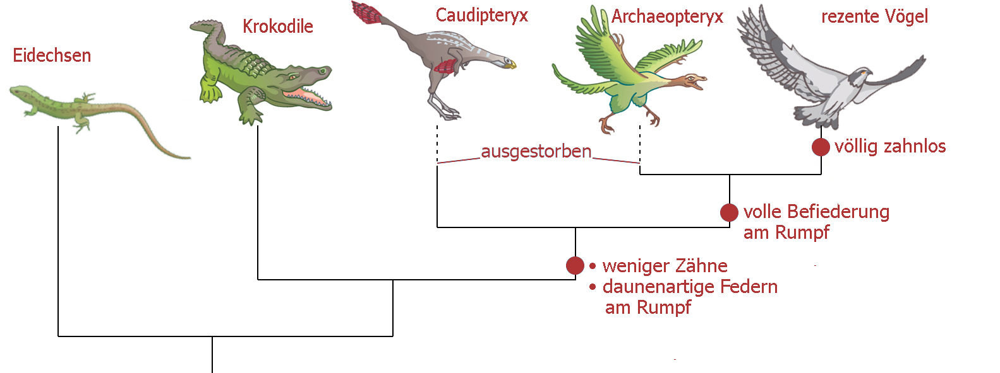 Eidechsen
Krokodile
Caudipteryx
Archaeopteryx
rezente Vögel
ausgestorben
völlig zahnlos
volle Befiederung
am Rumpf
• weniger Zähne
• daunenartige Federn
am Rumpf